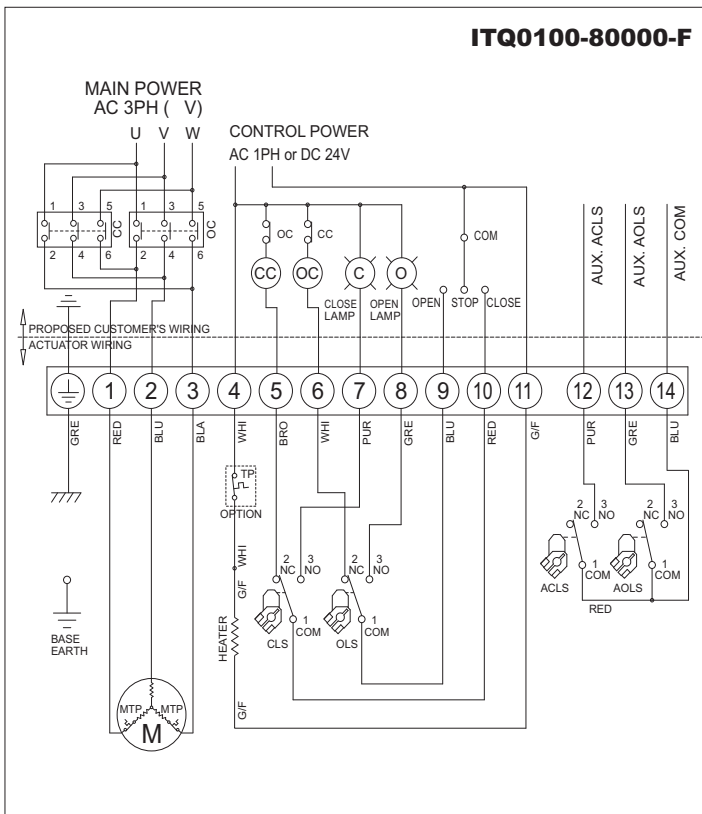 ITQ0100-80000-F
MAIN POWER
AC 3PH ( V)
U V W
CONTROL POWER
AC 1PH or DC 24V
1 3 5 1 3 5
CC OC
2 4 6 2 4 6
OC CC COM
CC OC C O
CLOSE LAMP
OPEN LAMP
OPEN STOP CLOSE
AUX. ACLS
AUX. AOLS
AUX. COM
PROPOSED CUSTOMER'S WIRING
ACTUATOR WIRING
1 2 3 4 5 6 7 8 9 10 11 12 13 14
GRE RED BLU BLA WHI BRO WHI PUR GRE BLU RED G/F PUR GRE BLU
TP
OPTION
WHI
G/F
HEATER
G/F
2 NC 3 NO
1 COM
CLS
2 NC 3 NO
1 COM
OLS
2 NC 3 NO
1 COM
ACLS
2 NC 3 NO
1 COM
AOLS
RED
BASE
EARTH
MTP MTP
M